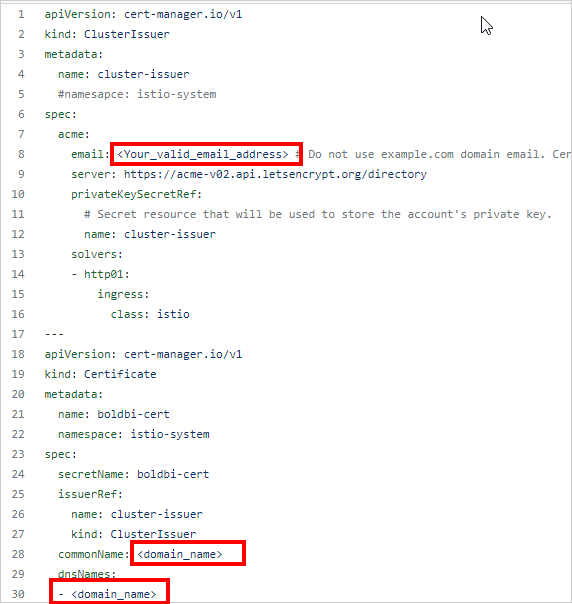 1 apiVersion: cert-manager.io/v1
2 kind: ClusterIssuer
3 metadata:
4 name: cluster-issuer
5 #namesapce: istio-system
6 spec:
7 acme:
8 email: <Your_valid_email_address> # Do not use example.com domain email. Cer
9 server: https://acme-v02.api.letsencrypt.org/directory
10 privateKeySecretRef:
11 # Secret resource that will be used to store the account's private key.
12 name: cluster-issuer
13 solvers:
14 - http01:
15 ingress:
16 class: istio
17 ---
18 apiVersion: cert-manager.io/v1
19 kind: Certificate
20 metadata:
21 name: boldbi-cert
22 namespace: istio-system
23 spec:
24 secretName: boldbi-cert
25 issuerRef:
26 name: cluster-issuer
27 kind: ClusterIssuer
28 commonName: <domain_name>
29 dnsNames:
30 - <domain_name>